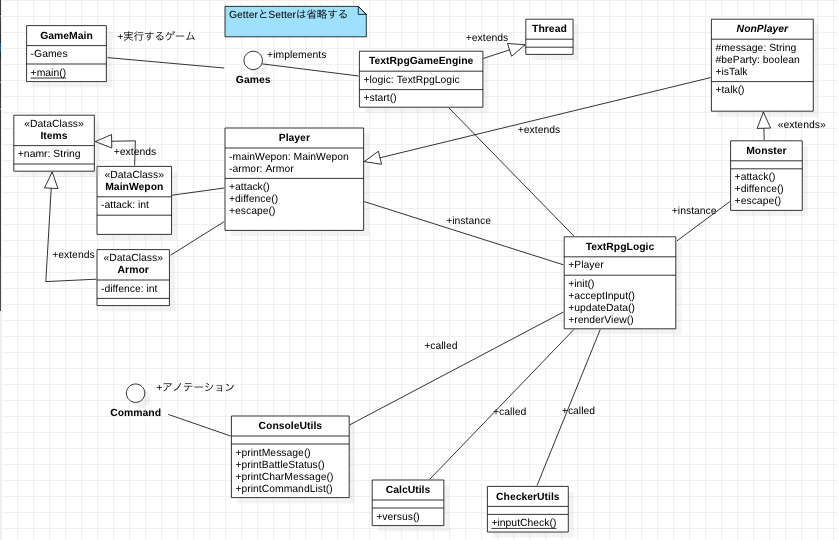 GetterとSetterは省略する
GameMain
-Games
+main()
+実行するゲーム
Games
+implements
TextRpgGameEngine
+logic: TextRpgLogic
+start()
+extends
Thread
NonPlayer
#message: String
#beParty: boolean
+isTalk
+talk()
«DataClass»
Items
+namr: String
+extends
«DataClass»
MainWepon
-attack: int
Player
-mainWepon: MainWepon
-armor: Armor
+attack()
+diffence()
+escape()
+extends
«extends»
Monster
+attack()
+diffence()
+escape()
+instance
+instance
+extends
«DataClass»
Armor
-diffence: int
TextRpgLogic
+Player
+init()
+acceptInput()
+updateData()
+renderView()
+called
+アノテーション
Command
ConsoleUtils
+printMessage()
+printBattleStatus()
+printCharMessage()
+printCommandList()
+called
+called
CalcUtils
+versus()
CheckerUtils
+inputCheck()